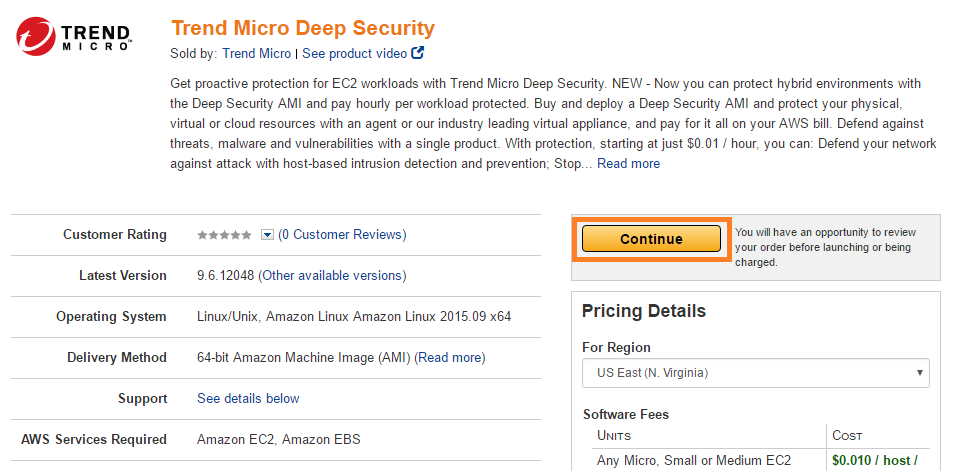 TREND
MICRO
Trend Micro Deep Security
Sold by: Trend Micro | See product video
Get proactive protection for EC2 workloads with Trend Micro Deep Security. NEW - Now you can protect hybrid environments with
the Deep Security AMI and pay hourly per workload protected. Buy and deploy a Deep Security AMI and protect your physical,
virtual or cloud resources with an agent or our industry leading virtual appliance, and pay for it all on your AWS bill. Defend against
threats, malware and vulnerabilities with a single product. With protection, starting at just $0.01 / hour, you can: Defend your network
against attack with host-based intrusion detection and prevention; Stop... Read more
Customer Rating (0 Customer Reviews)
Latest Version 9.6.12048 (Other available versions)
Operating System Linux/Unix, Amazon Linux Amazon Linux 2015.09 x64
Delivery Method 64-bit Amazon Machine Image (AMI) (Read more)
Support See details below
AWS Services Required Amazon EC2, Amazon EBS
Continue
You will have an opportunity to review
your order before launching or being
charged.
Pricing Details
For Region
US East (N. Virginia)
Software Fees
UNITS COST
Any Micro, Small or Medium EC2 $0.010 / host /